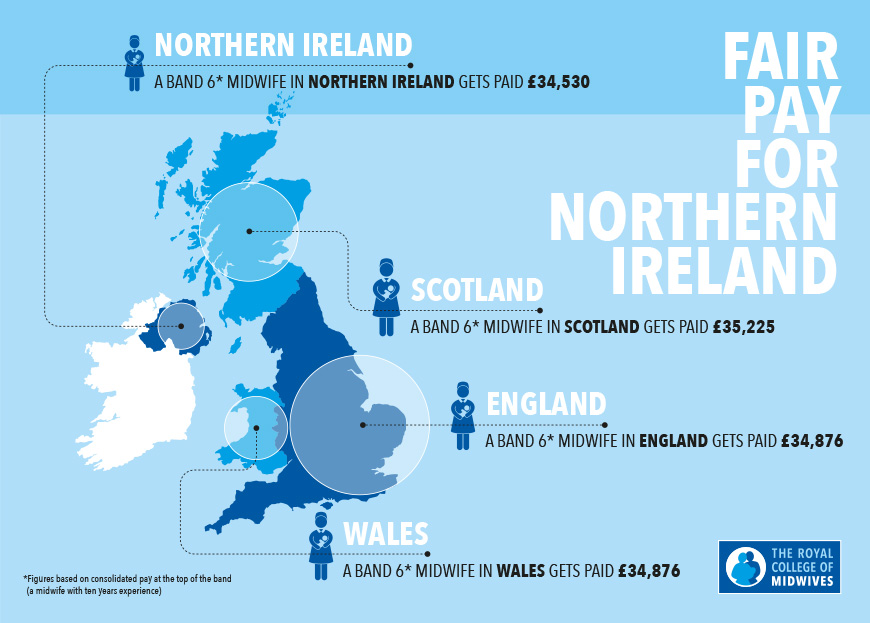 NORTHERN IRELAND
A BAND 6* MIDWIFE IN NORTHERN IRELAND GETS PAID £34,530
FAIR
PAY
FOR
NORTHERN
IRELAND
SCOTLAND
A BAND 6* MIDWIFE IN SCOTLAND GETS PAID £35,225
ENGLAND
A BAND 6* MIDWIFE IN ENGLAND GETS PAID £34,876
WALES
A BAND 6* MIDWIFE IN WALES GETS PAID £34,876
*Figures based on consolidated pay at the top of the band
(a midwife with ten years experience)
THE ROYAL
COLLEGE OF
MIDWIVES